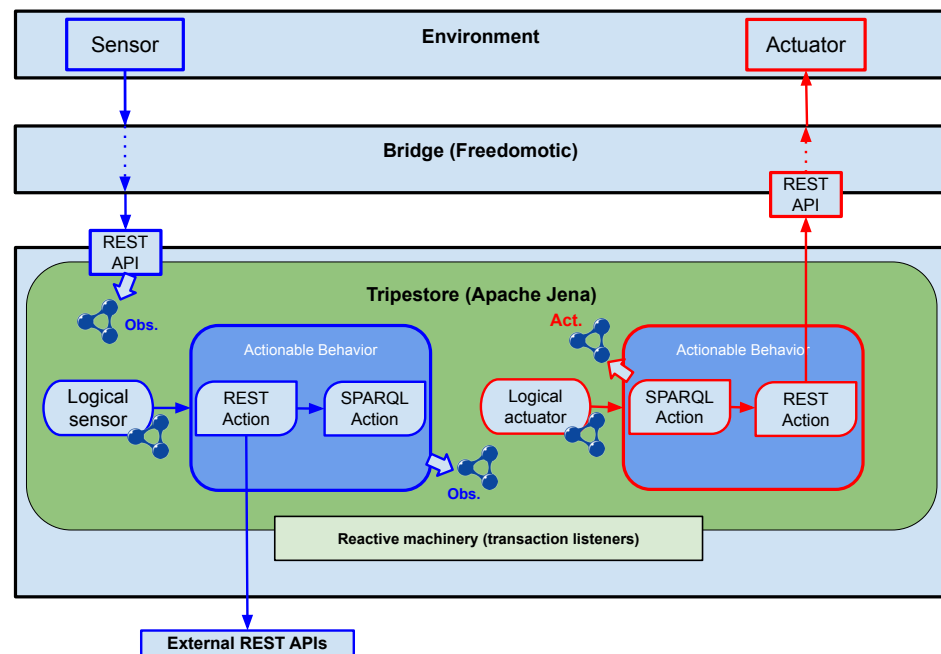 Sensor
Environment
Actuator
Bridge (Freedomotic)
REST
API
REST
API
Tripestore (Apache Jena)
Obs.
Act.
Actionable Behavior
Actionable Behavior
Logical
sensor
REST
Action
SPARQL
Action
Logical
actuator
SPARQL
Action
REST
Action
Obs.
Reactive machinery (transaction listeners)
External REST APIs